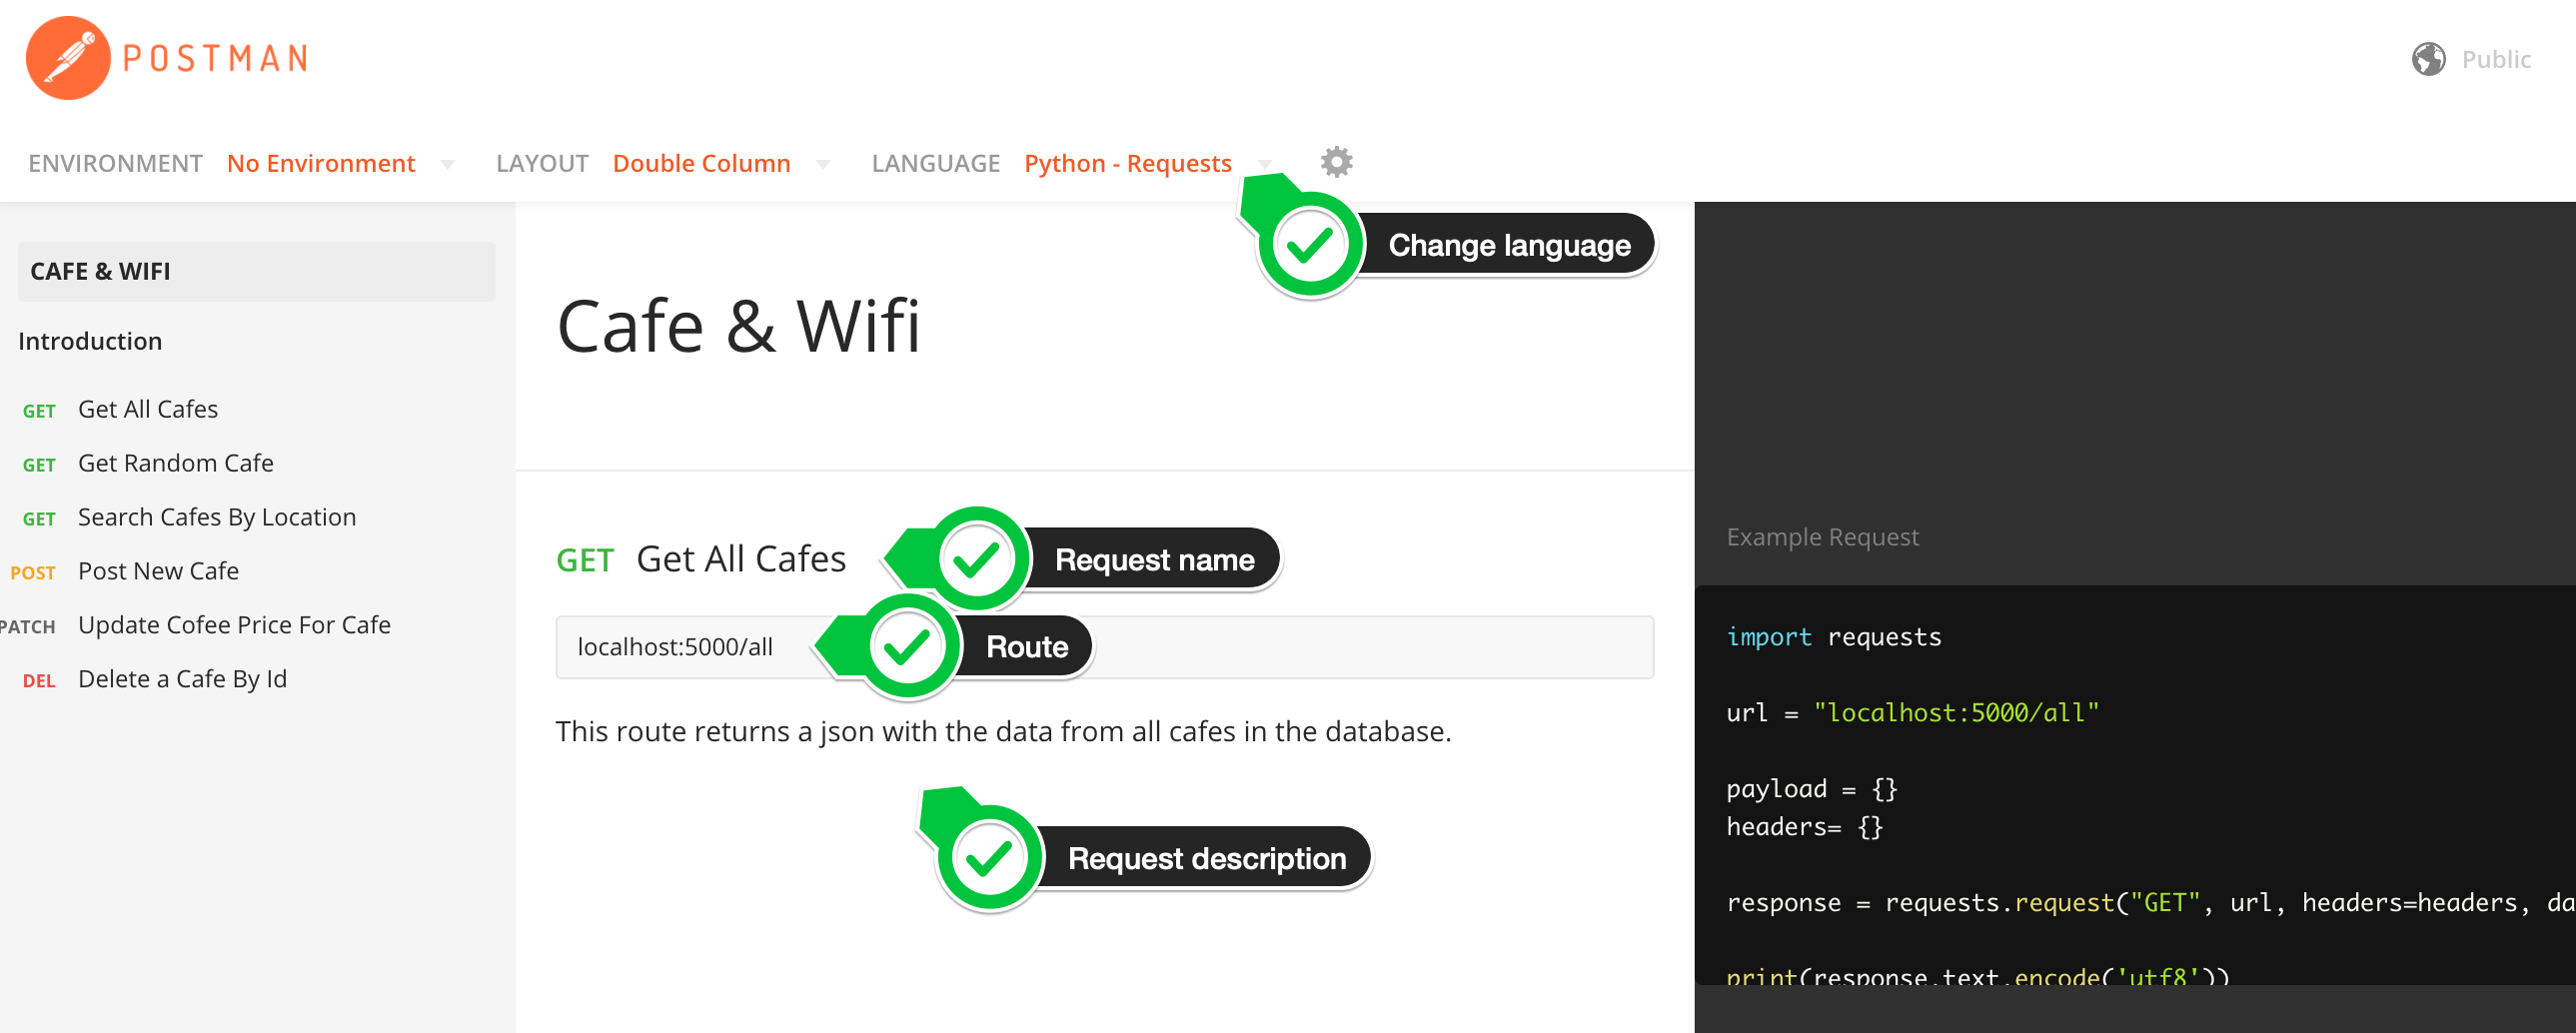 POSTMAN
Public
ENVIRONMENT No Environment LAYOUT Double Column LANGUAGE Python - Requests
Change language
CAFE & WIFI
Introduction
GET Get All Cafes
GET Get Random Cafe
GET Search Cafes By Location
POST Post New Cafe
PATCH Update Cofee Price For Cafe
DEL Delete a Cafe By Id
Cafe & Wifi
GET Get All Cafes
Request name
localhost:5000/all
Route
This route returns a json with the data from all cafes in the database.
Request description
Example Request
import requests
url = "localhost:5000/all"
payload = {}
headers= {}
response = requests.request("GET", url, headers=headers, da
print(response.text.encode('utf8'))